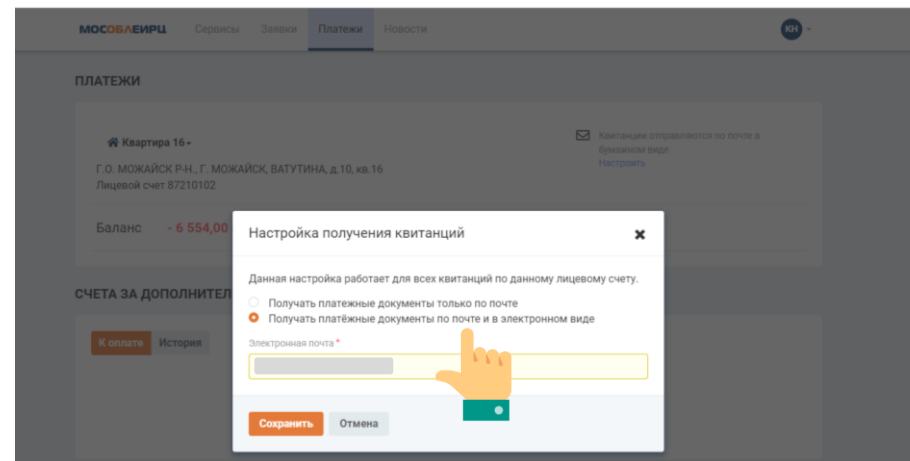 МОСОБЛЕИРЦ Сервисы Заявки Платежи Новости КН
ПЛАТЕЖИ
Квартира 16
Квитанции отправляются по почте в
бумажном виде
Настроить
Г.О. МОЖАЙСК Р-Н., Г. МОЖАЙСК, ВАТУТИНА, д.10, кв.16
Лицевой счет 87210102
Баланс - 6 554,00
Настройка получения квитанций
Данная настройка работает для всех квитанций по данному лицевому счету.
Получать платежные документы только по почте
Получать платёжные документы по почте и в электронном виде
Электронная почта *
Сохранить Отмена
СЧЕТА ЗА ДОПОЛНИТЕЛ
К оплате История